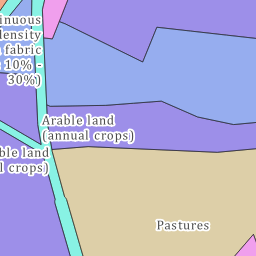 inuous
density
fabric
10% -
30%)
Arable land
(annual crops)
ble land
l crops)
Pastures